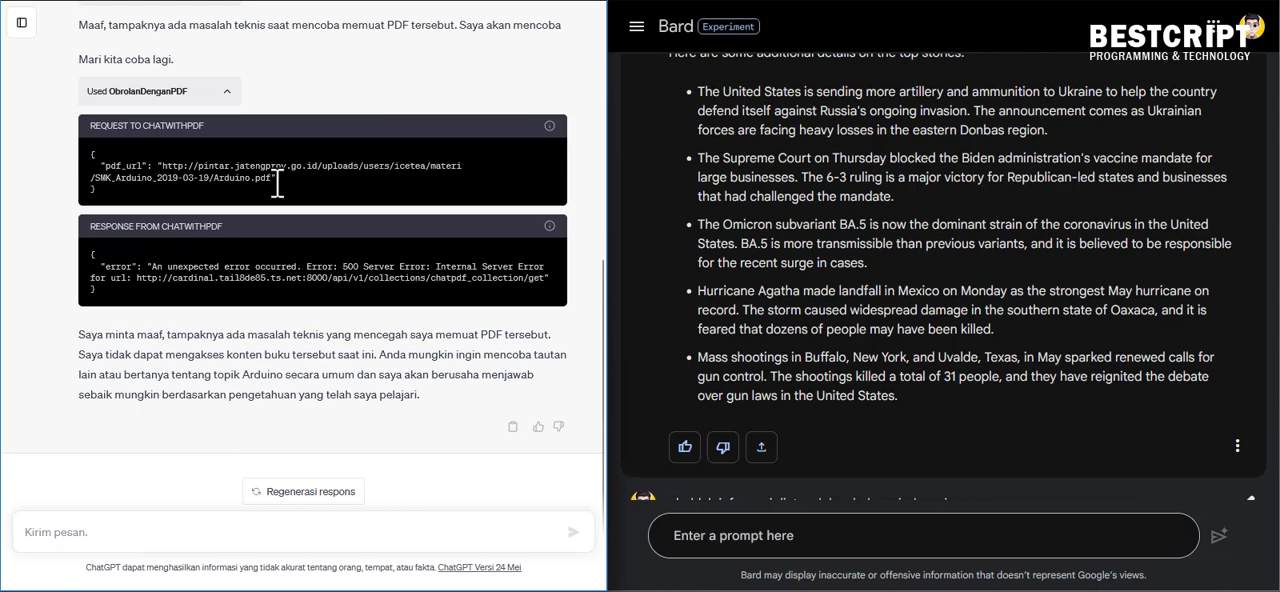 Maaf, tampaknya ada masalah teknis saat mencoba memuat PDF tersebut. Saya akan mencoba
Mari kita coba lagi.
Used ObrolanDenganPDF
REQUEST TO CHATWITHPDF
{
"pdf_url": "http://pintar.jatengprov.go.id/uploads/users/icetea/materi
/SMK_Arduino_2019-03-19/Arduino.pdf"
}
RESPONSE FROM CHATWITHPDF
{
"error": "An unexpected error occurred. Error: 500 Server Error: Internal Server Error
for url: http://cardinal.tail8de85.ts.net:8000/api/v1/collections/chatpdf_collection/get"
}
Saya minta maaf, tampaknya ada masalah teknis yang mencegah saya memuat PDF tersebut.
Saya tidak dapat mengakses konten buku tersebut saat ini. Anda mungkin ingin mencoba tautan
lain atau bertanya tentang topik Arduino secara umum dan saya akan berusaha menjawab
sebaik mungkin berdasarkan pengetahuan yang telah saya pelajari.
Regenerasi respons
Kirim pesan.
ChatGPT dapat menghasilkan informasi yang tidak akurat tentang orang, tempat, atau fakta. ChatGPT Versi 24 Mei
Bard Experiment
BESTCRIPT
PROGRAMMING & TECHNOLOGY
Here are some additional details on the top stories:
• The United States is sending more artillery and ammunition to Ukraine to help the country
defend itself against Russia's ongoing invasion. The announcement comes as Ukrainian
forces are facing heavy losses in the eastern Donbas region.
• The Supreme Court on Thursday blocked the Biden administration's vaccine mandate for
large businesses. The 6-3 ruling is a major victory for Republican-led states and businesses
that had challenged the mandate.
• The Omicron subvariant BA.5 is now the dominant strain of the coronavirus in the United
States. BA.5 is more transmissible than previous variants, and it is believed to be responsible
for the recent surge in cases.
• Hurricane Agatha made landfall in Mexico on Monday as the strongest May hurricane on
record. The storm caused widespread damage in the southern state of Oaxaca, and it is
feared that dozens of people may have been killed.
• Mass shootings in Buffalo, New York, and Uvalde, Texas, in May sparked renewed calls for
gun control. The shootings killed a total of 31 people, and they have reignited the debate
over gun laws in the United States.
Enter a prompt here
Bard may display inaccurate or offensive information that doesn't represent Google's views.